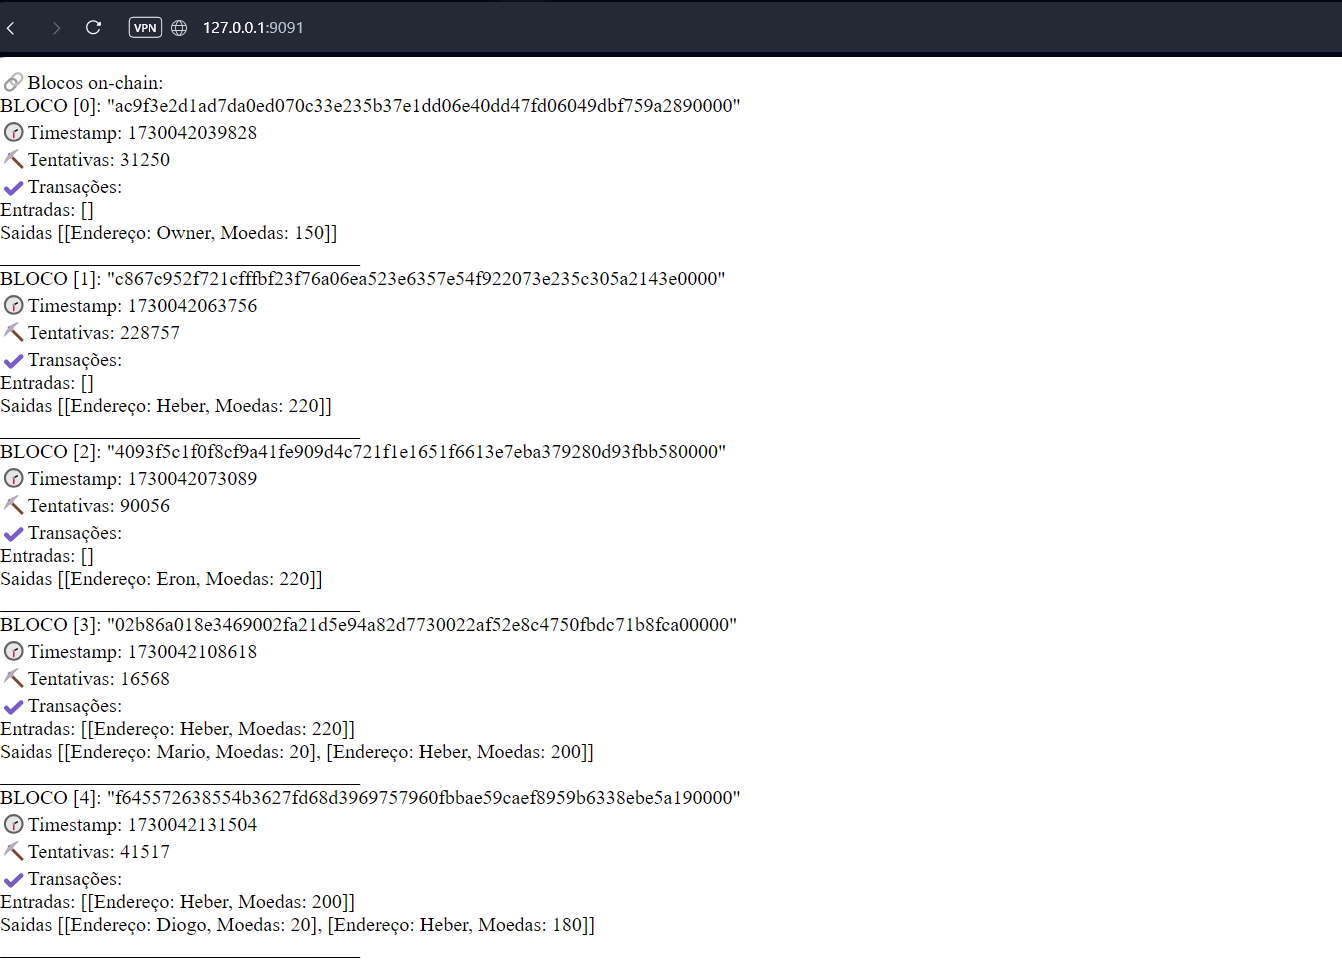 VPN 127.0.0.1:9091
Blocos on-chain:
BLOCO [0]: "ac9f3e2d1ad7da0ed070c33e235b37e1dd06e40dd47fd06049dbf759a2890000"
Timestamp: 1730042039828
Tentativas: 31250
Transações:
Entradas: []
Saidas [[Endereço: Owner, Moedas: 150]]
BLOCO [1]: "c867c952f721cfffbf23f76a06ea523e6357e54f922073e235c305a2143e0000"
Timestamp: 1730042063756
Tentativas: 228757
Transações:
Entradas: []
Saidas [[Endereço: Heber, Moedas: 220]]
BLOCO [2]: "4093f5c1f0f8cf9a41fe909d4c721f1e1651f6613e7eba379280d93fbb580000"
Timestamp: 1730042073089
Tentativas: 90056
Transações:
Entradas: []
Saidas [[Endereço: Eron, Moedas: 220]]
BLOCO [3]: "02b86a018e3469002fa21d5e94a82d7730022af52e8c4750fbdc71b8fca00000"
Timestamp: 1730042108618
Tentativas: 16568
Transações:
Entradas: [[Endereço: Heber, Moedas: 220]]
Saidas [[Endereço: Mario, Moedas: 20], [Endereço: Heber, Moedas: 200]]
BLOCO [4]: "f645572638554b3627fd68d3969757960fbbae59caef8959b6338ebe5a190000"
Timestamp: 1730042131504
Tentativas: 41517
Transações:
Entradas: [[Endereço: Heber, Moedas: 200]]
Saidas [[Endereço: Diogo, Moedas: 20], [Endereço: Heber, Moedas: 180]]